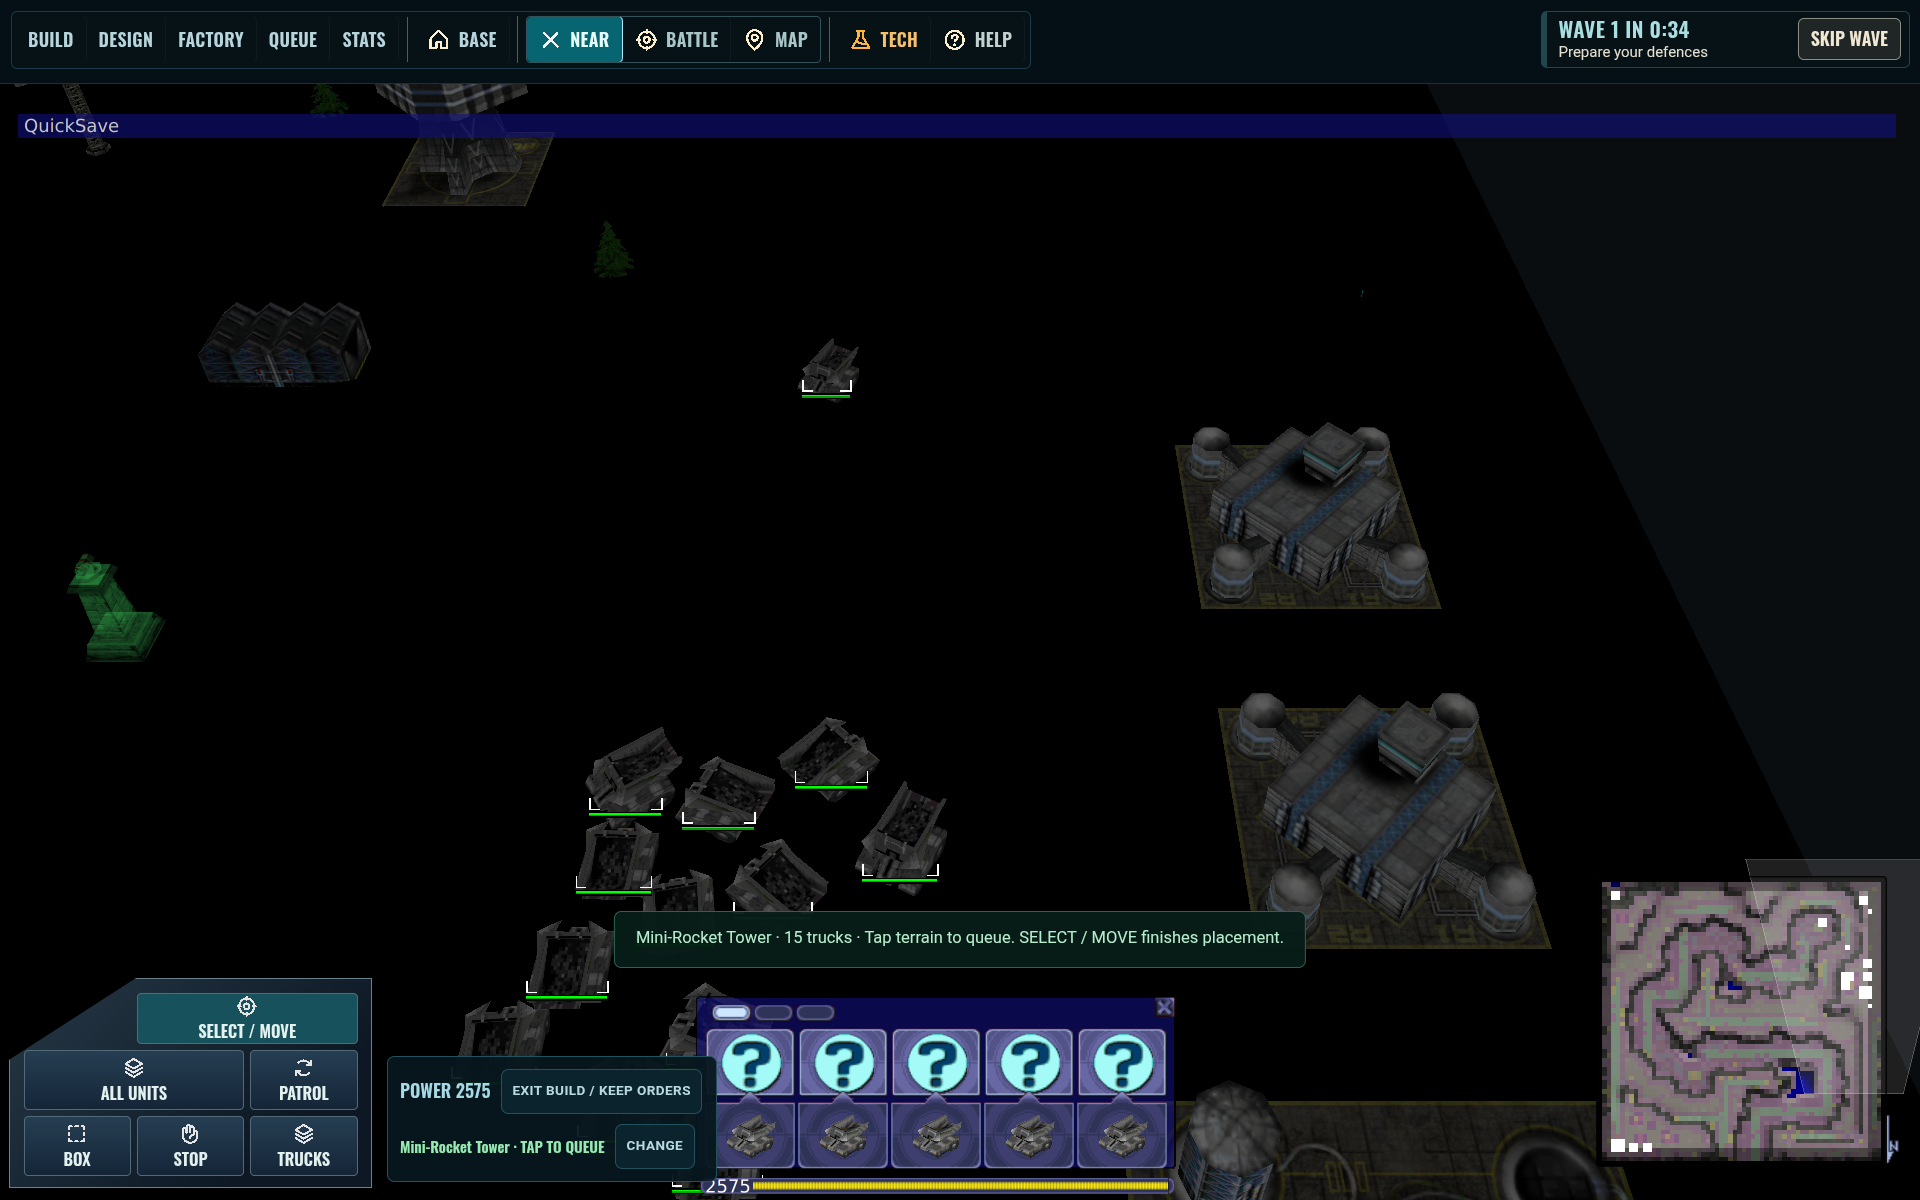 BUILD DESIGN FACTORY QUEUE STATS BASE NEAR BATTLE MAP TECH HELP
WAVE 1 IN 0:34
Prepare your defences
SKIP WAVE
QuickSave
Mini-Rocket Tower · 15 trucks · Tap terrain to queue. SELECT / MOVE finishes placement.
SELECT / MOVE
ALL UNITS PATROL
BOX STOP TRUCKS
POWER 2575 EXIT BUILD / KEEP ORDERS
Mini-Rocket Tower · TAP TO QUEUE CHANGE
? ? ? ? ?
2575
N